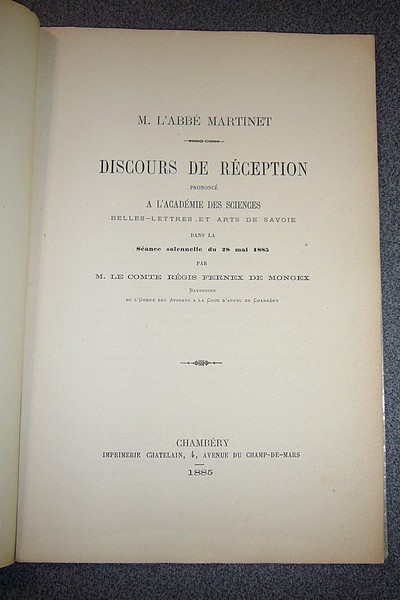 M. L'ABBÉ MARTINET
DISCOURS DE RÉCEPTION
PRONONCÉ
A L'ACADÉMIE DES SCIENCES
BELLES-LETTRES ET ARTS DE SAVOIE
DANS LA
Séance solennelle du 28 mai 1885
PAR
M. LE COMTE RÉGIS FERNEX DE MONGEX
BATONNIER
DE L'ORDRE DES AVOCATS A LA COUR D'APPEL DE CHAMBÉRY
CHAMBÉRY
IMPRIMERIE CHATELAIN, 4, AVENUE DU CHAMP-DE-MARS
1885